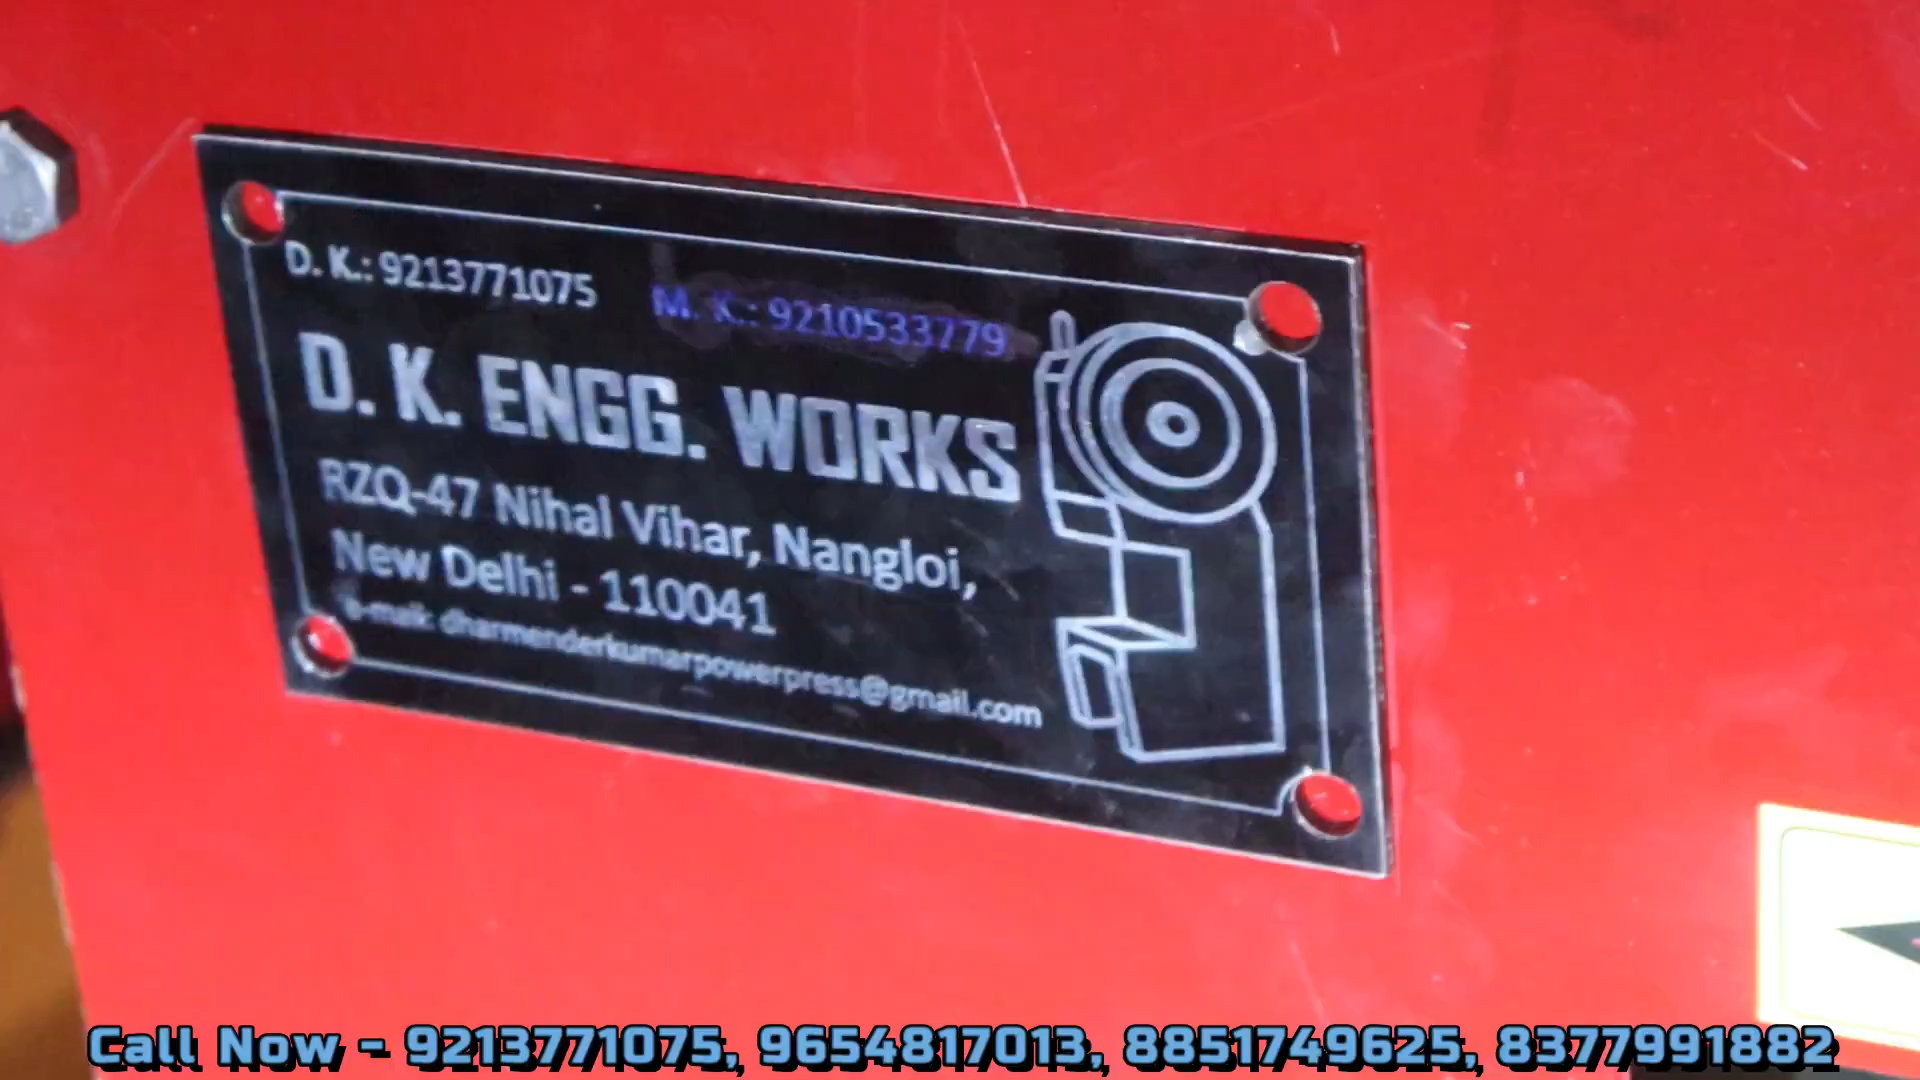 D. K.: 9213771075 M. K.: 9210533779
D. K. ENGG. WORKS
RZQ-47 Nihal Vihar, Nangloi,
New Delhi - 110041
e-mail: dharmenderkumarpowerpress@gmail.com
Call Now - 9213771075, 9654817013, 8851749625, 8377991882